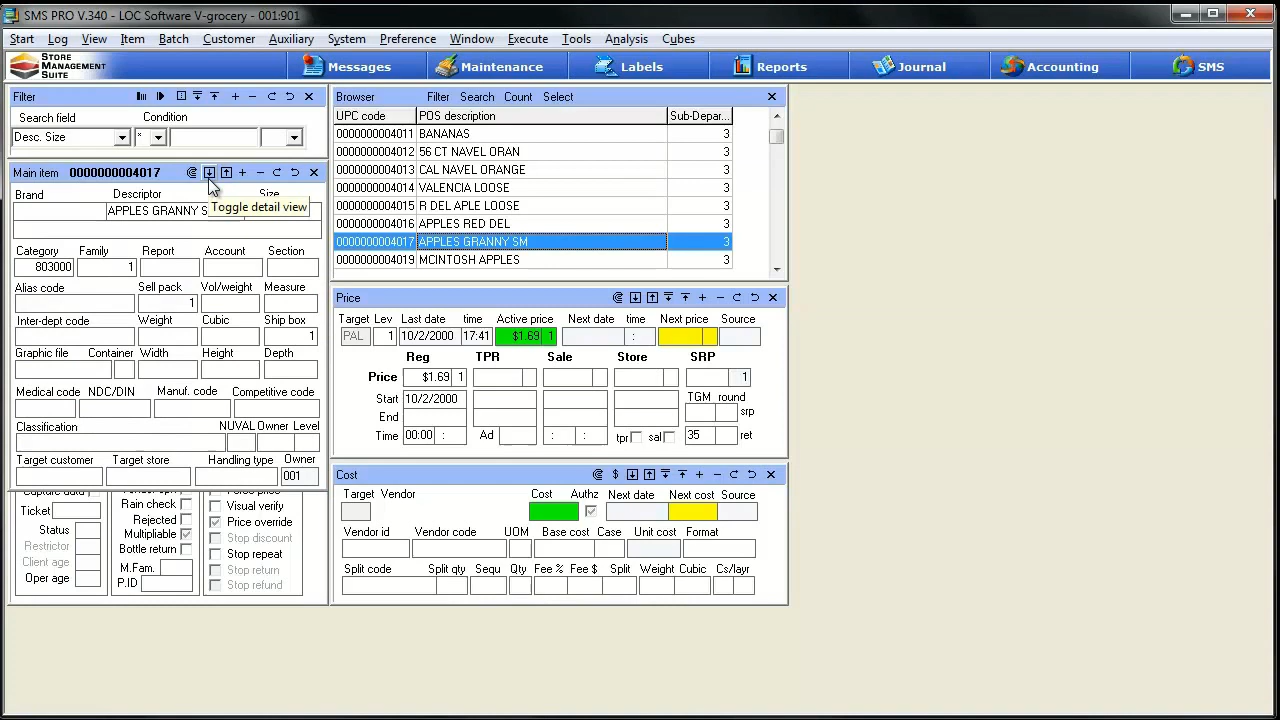 SMS PRO V.340 - LOC Software V-grocery - 001:901
Start Log View Item Batch Customer Auxiliary System Preference Window Execute Tools Analysis Cubes
STORE MANAGEMENT SUITE Messages Maintenance Labels Reports Journal Accounting SMS
Filter
Search field Condition
Desc. Size *
Main item 0000000004017
Brand Descriptor Size
APPLES GRANNY S
Toggle detail view
Category Family Report Account Section
803000 1
Alias code Sell pack Vol/weight Measure
1
Inter-dept code Weight Cubic Ship box
1
Graphic file Container Width Height Depth
Medical code NDC/DIN Manuf. code Competitive code
Classification NUVAL Owner Level
Target customer Target store Handling type Owner
001
Ticket Rain check Visual verify
Status Rejected Price override
Restrictor Multipliable Stop discount
Client age Bottle return Stop repeat
Oper age M.Fam. Stop return
P.ID Stop refund
Browser Filter Search Count Select
UPC code POS description Sub-Depar...
0000000004011 BANANAS 3
0000000004012 56 CT NAVEL ORAN 3
0000000004013 CAL NAVEL ORANGE 3
0000000004014 VALENCIA LOOSE 3
0000000004015 R DEL APLE LOOSE 3
0000000004016 APPLES RED DEL 3
0000000004017 APPLES GRANNY SM 3
0000000004019 MCINTOSH APPLES 3
Price
Target Lev Last date time Active price Next date time Next price Source
PAL 1 10/2/2000 17:41 $1.69 1 :
Reg TPR Sale Store SRP
Price $1.69 1 1
Start 10/2/2000 TGM round
End srp
Time 00:00 : Ad : : tpr sal 35 ret
Cost $
Target Vendor Cost Authz Next date Next cost Source
Vendor id Vendor code UOM Base cost Case Unit cost Format
Split code Split qty Sequ Qty Fee % Fee $ Split Weight Cubic Cs/layr